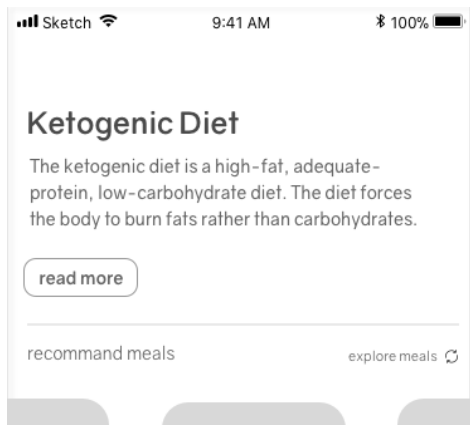 Sketch 9:41 AM 100%
Ketogenic Diet
The ketogenic diet is a high-fat, adequate-
protein, low-carbohydrate diet. The diet forces
the body to burn fats rather than carbohydrates.
read more
recommand meals explore meals